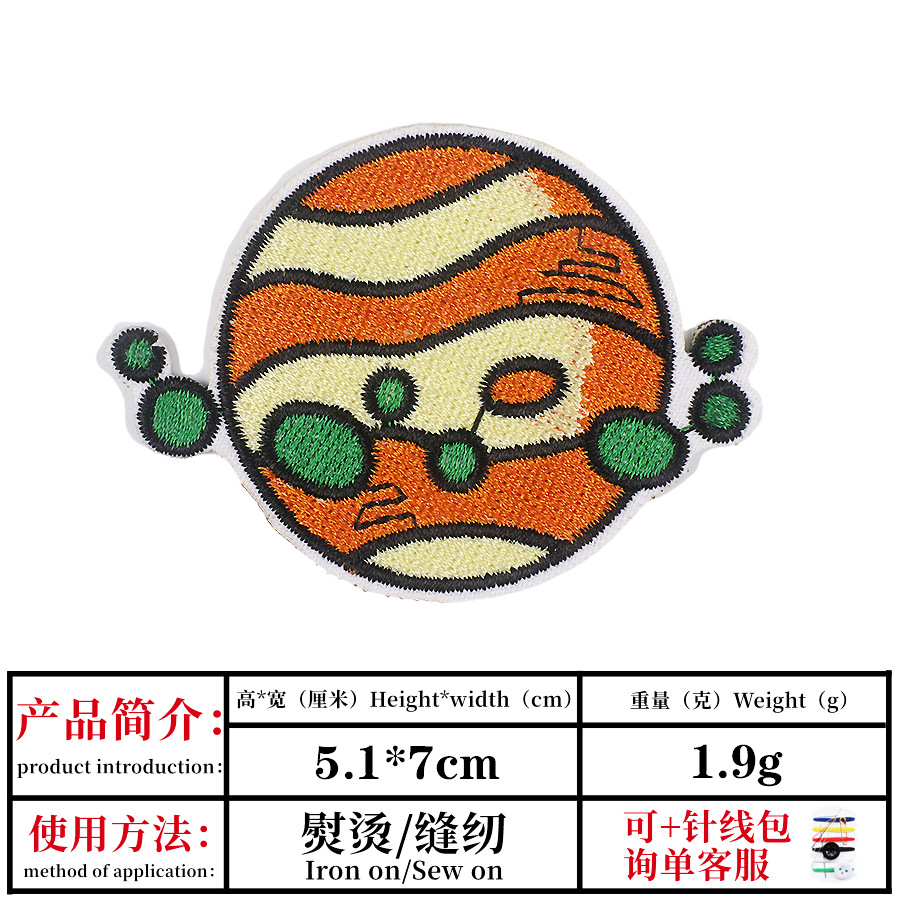 产品简介：
product introduction：
高*宽（厘米）Height*width（cm）
重量（克）Weight（g）
5.1*7cm
1.9g
使用方法：
method of application：
熨烫/缝纫
Iron on/Sew on
可+针线包
询单客服